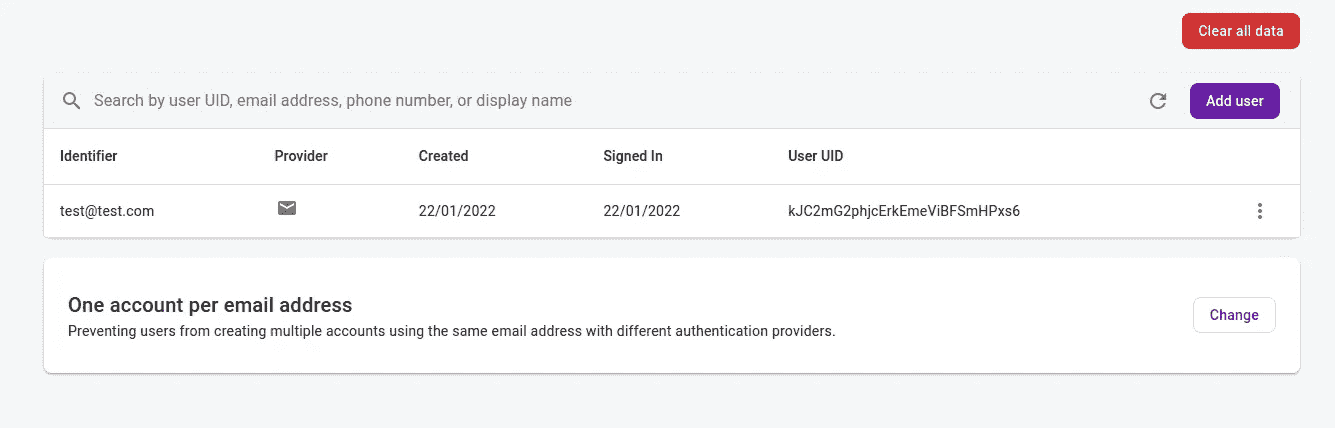 Clear all data
Search by user UID, email address, phone number, or display name
Add user
Identifier Provider Created Signed In User UID
test@test.com 22/01/2022 22/01/2022 kJC2mG2phjcErkEmeViBFSmHPxs6
One account per email address
Preventing users from creating multiple accounts using the same email address with different authentication providers.
Change